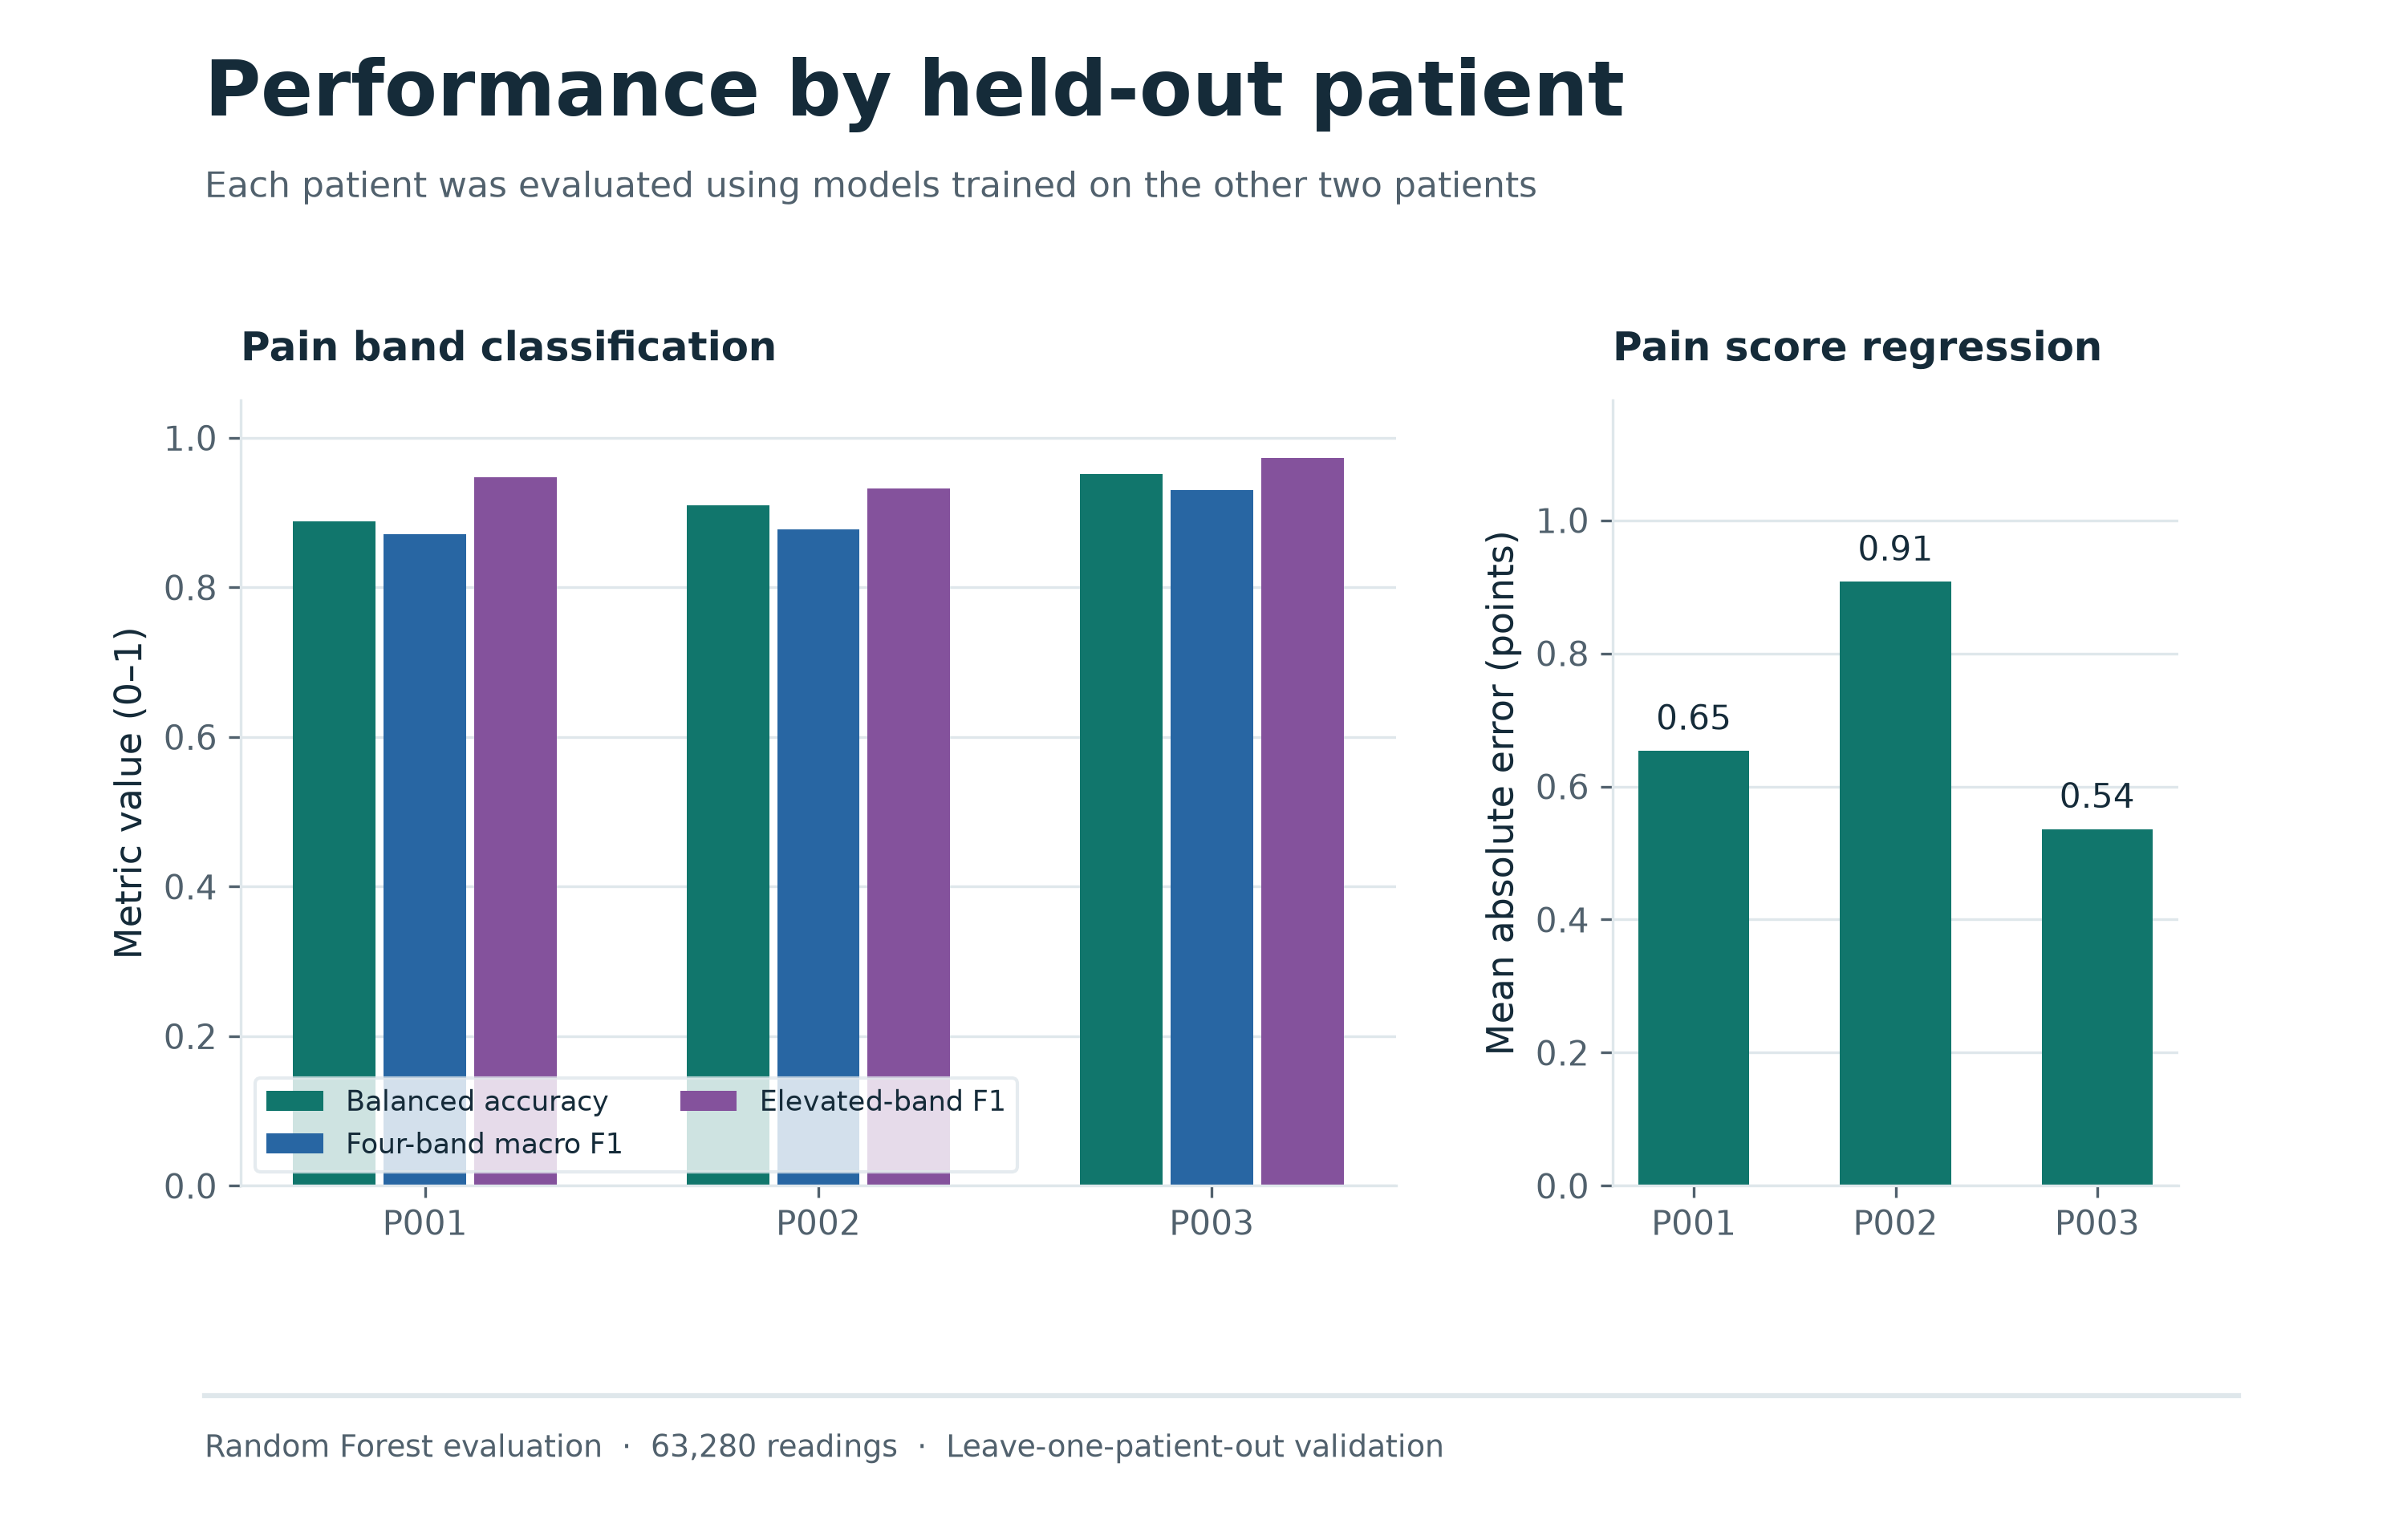 Performance by held-out patient
Each patient was evaluated using models trained on the other two patients
Pain band classification
Metric value (0–1)
1.0
0.8
0.6
0.4
0.2
0.0
Balanced accuracy
Four-band macro F1
Elevated-band F1
P001
P002
P003
Pain score regression
Mean absolute error (points)
1.0
0.8
0.6
0.4
0.2
0.0
0.65
0.91
0.54
P001
P002
P003
Random Forest evaluation · 63,280 readings · Leave-one-patient-out validation